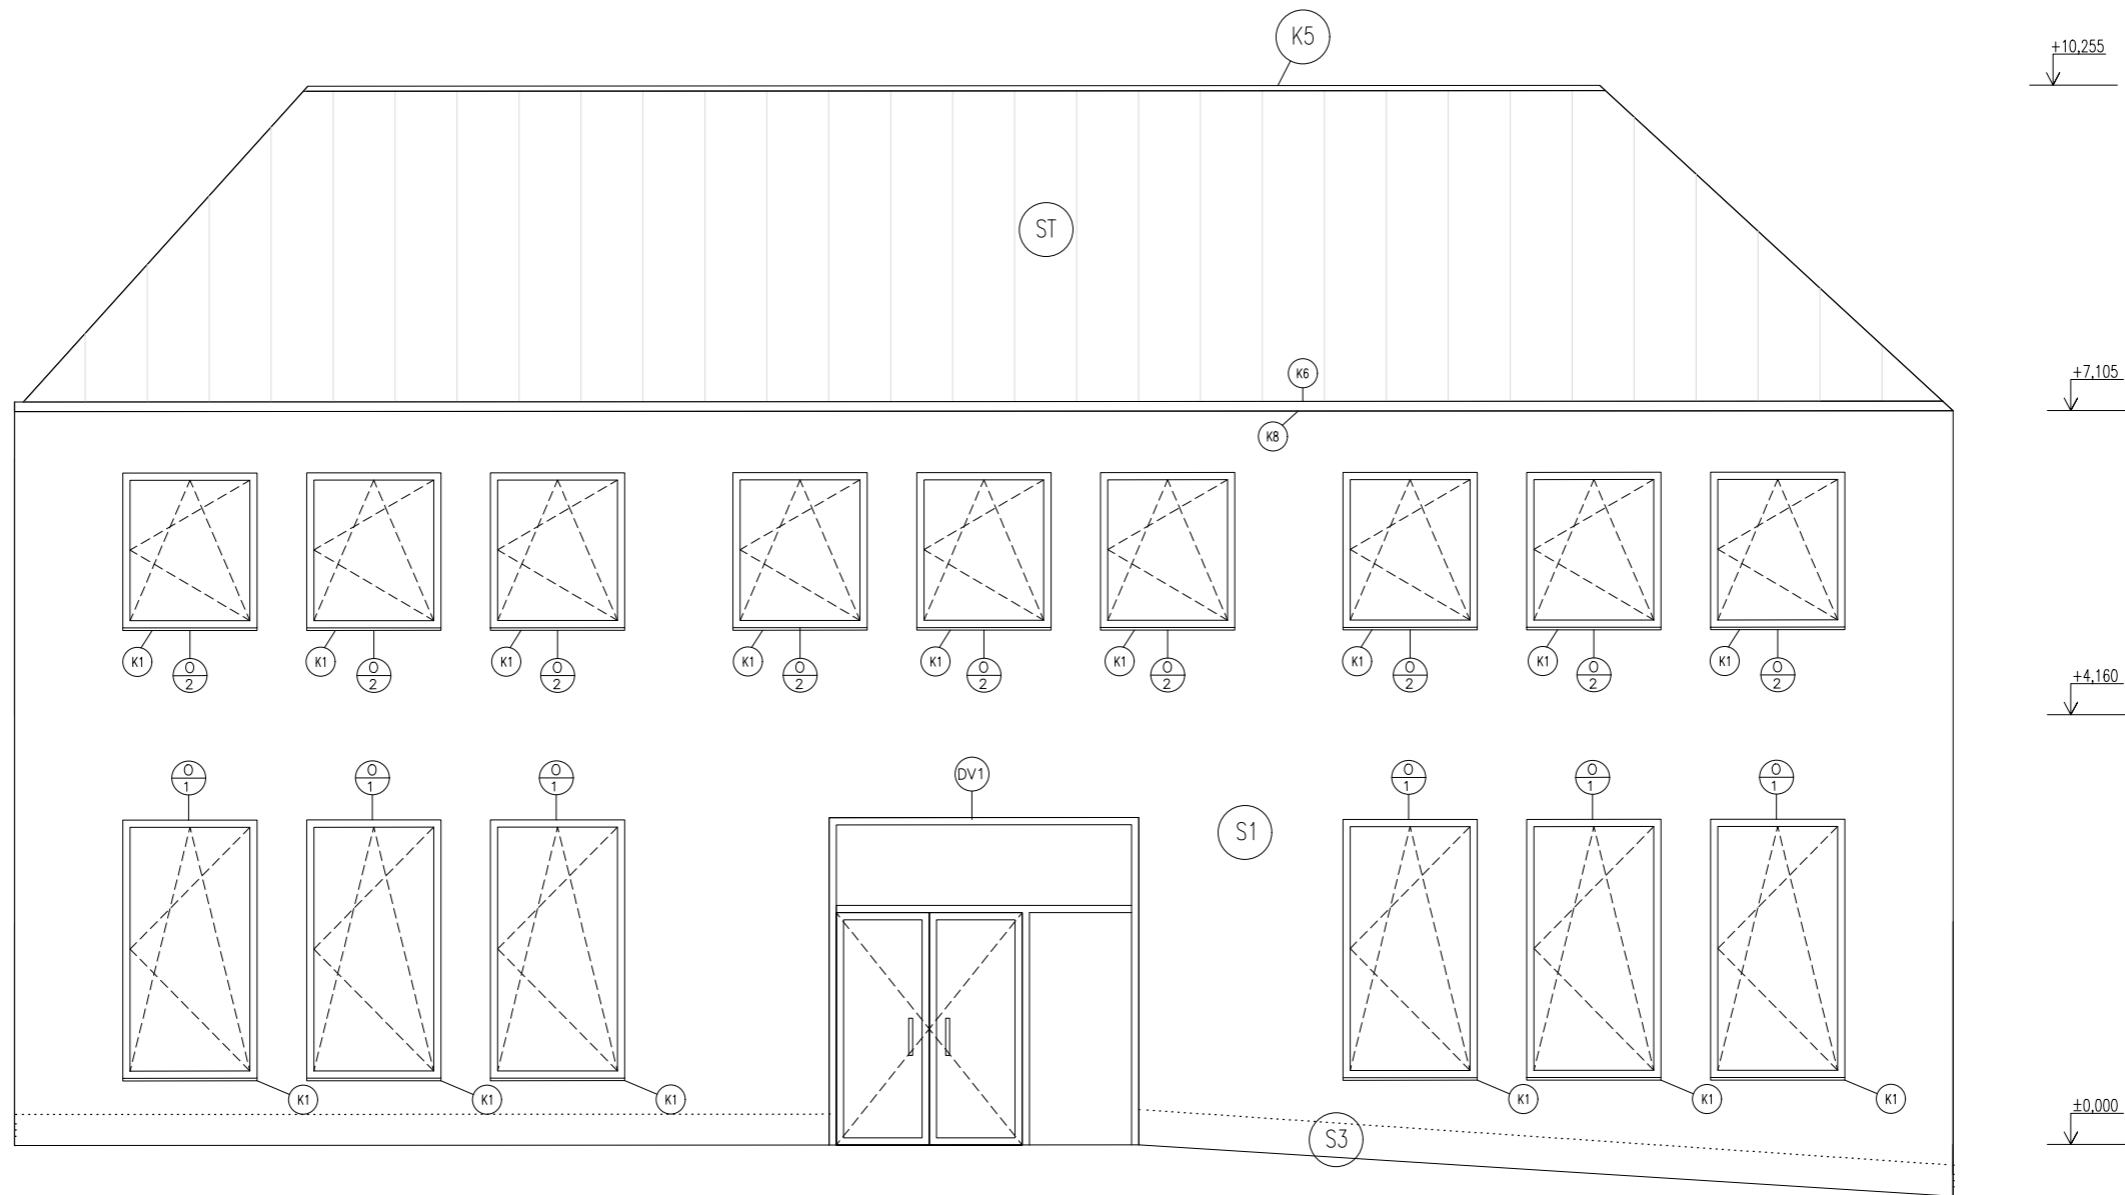 K5
+10,255
ST
K6
+7,105
K8
K1 O 2 K1 O 2 K1 O 2 K1 O 2 K1 O 2 K1 O 2 K1 O 2 K1 O 2 K1 O 2
+4,160
O 1 O 1 O 1 DV1 O 1 O 1 O 1
S1
K1 K1 K1 K1 K1 K1
±0,000
S3